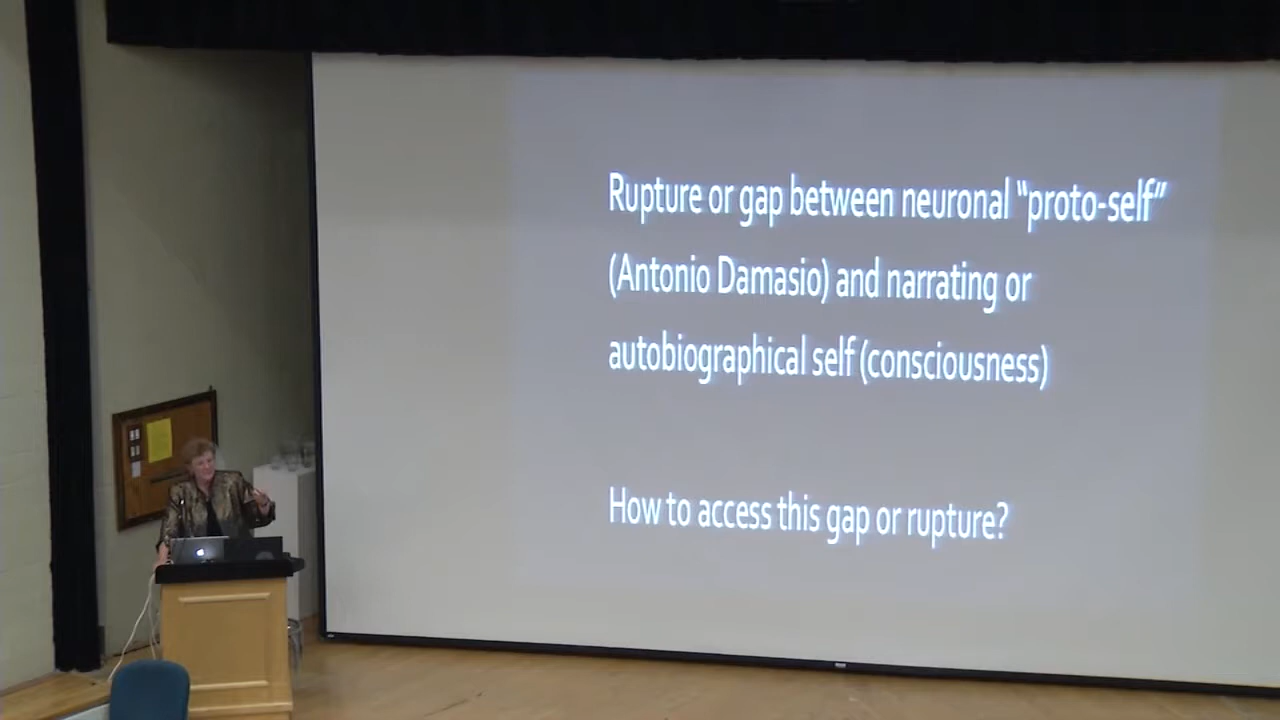 Rupture or gap between neuronal “proto-self”
(Antonio Damasio) and narrating or
autobiographical self (consciousness)
How to access this gap or rupture?